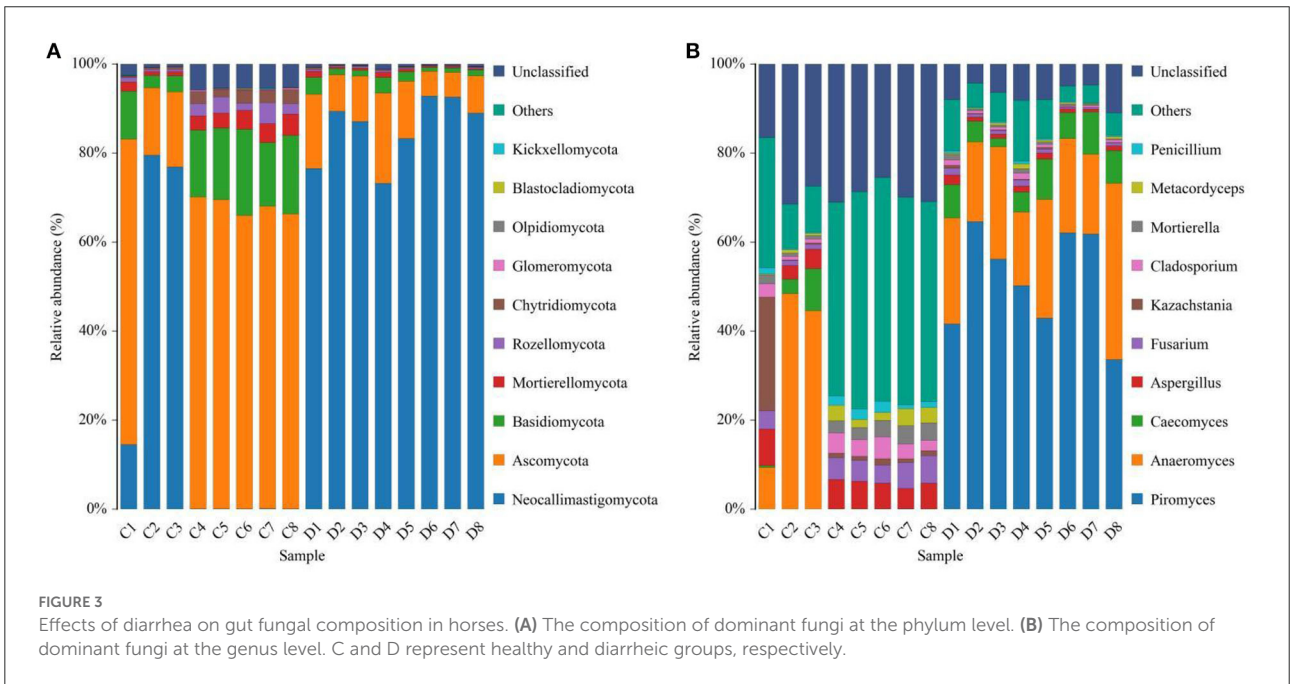 A
100%
80%
60%
40%
20%
0%
Relative abundance (%)
C1 C2 C3 C4 C5 C6 C7 C8 D1 D2 D3 D4 D5 D6 D7 D8
Sample
Unclassified
Others
Kickxellomycota
Blastocladiomycota
Olpidiomycota
Glomeromycota
Chytridiomycota
Rozellomycota
Mortierellomycota
Basidiomycota
Ascomycota
Neocallimastigomycota
B
100%
80%
60%
40%
20%
0%
Relative abundance (%)
C1 C2 C3 C4 C5 C6 C7 C8 D1 D2 D3 D4 D5 D6 D7 D8
Sample
Unclassified
Others
Penicillium
Metacordyceps
Mortierella
Cladosporium
Kazachstania
Fusarium
Aspergillus
Caecomyces
Anaeromyces
Piromyces
FIGURE 3
Effects of diarrhea on gut fungal composition in horses. (A) The composition of dominant fungi at the phylum level. (B) The composition of
dominant fungi at the genus level. C and D represent healthy and diarrheic groups, respectively.